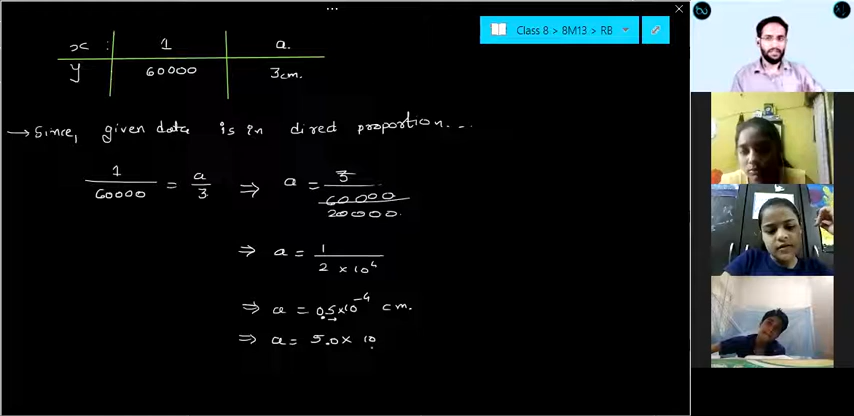 ...
Class 8 > 8M13 > RB
x : 1 a.
y 60000 3cm.
→ Since, given data is in dired proportion...
1/60000 = a/3 ⇒ a = 3/60000 20000.
⇒ a = 1/2 × 10⁴
⇒ a = 0.5 × 10⁻⁴ cm.
⇒ a = 5.0 × 10